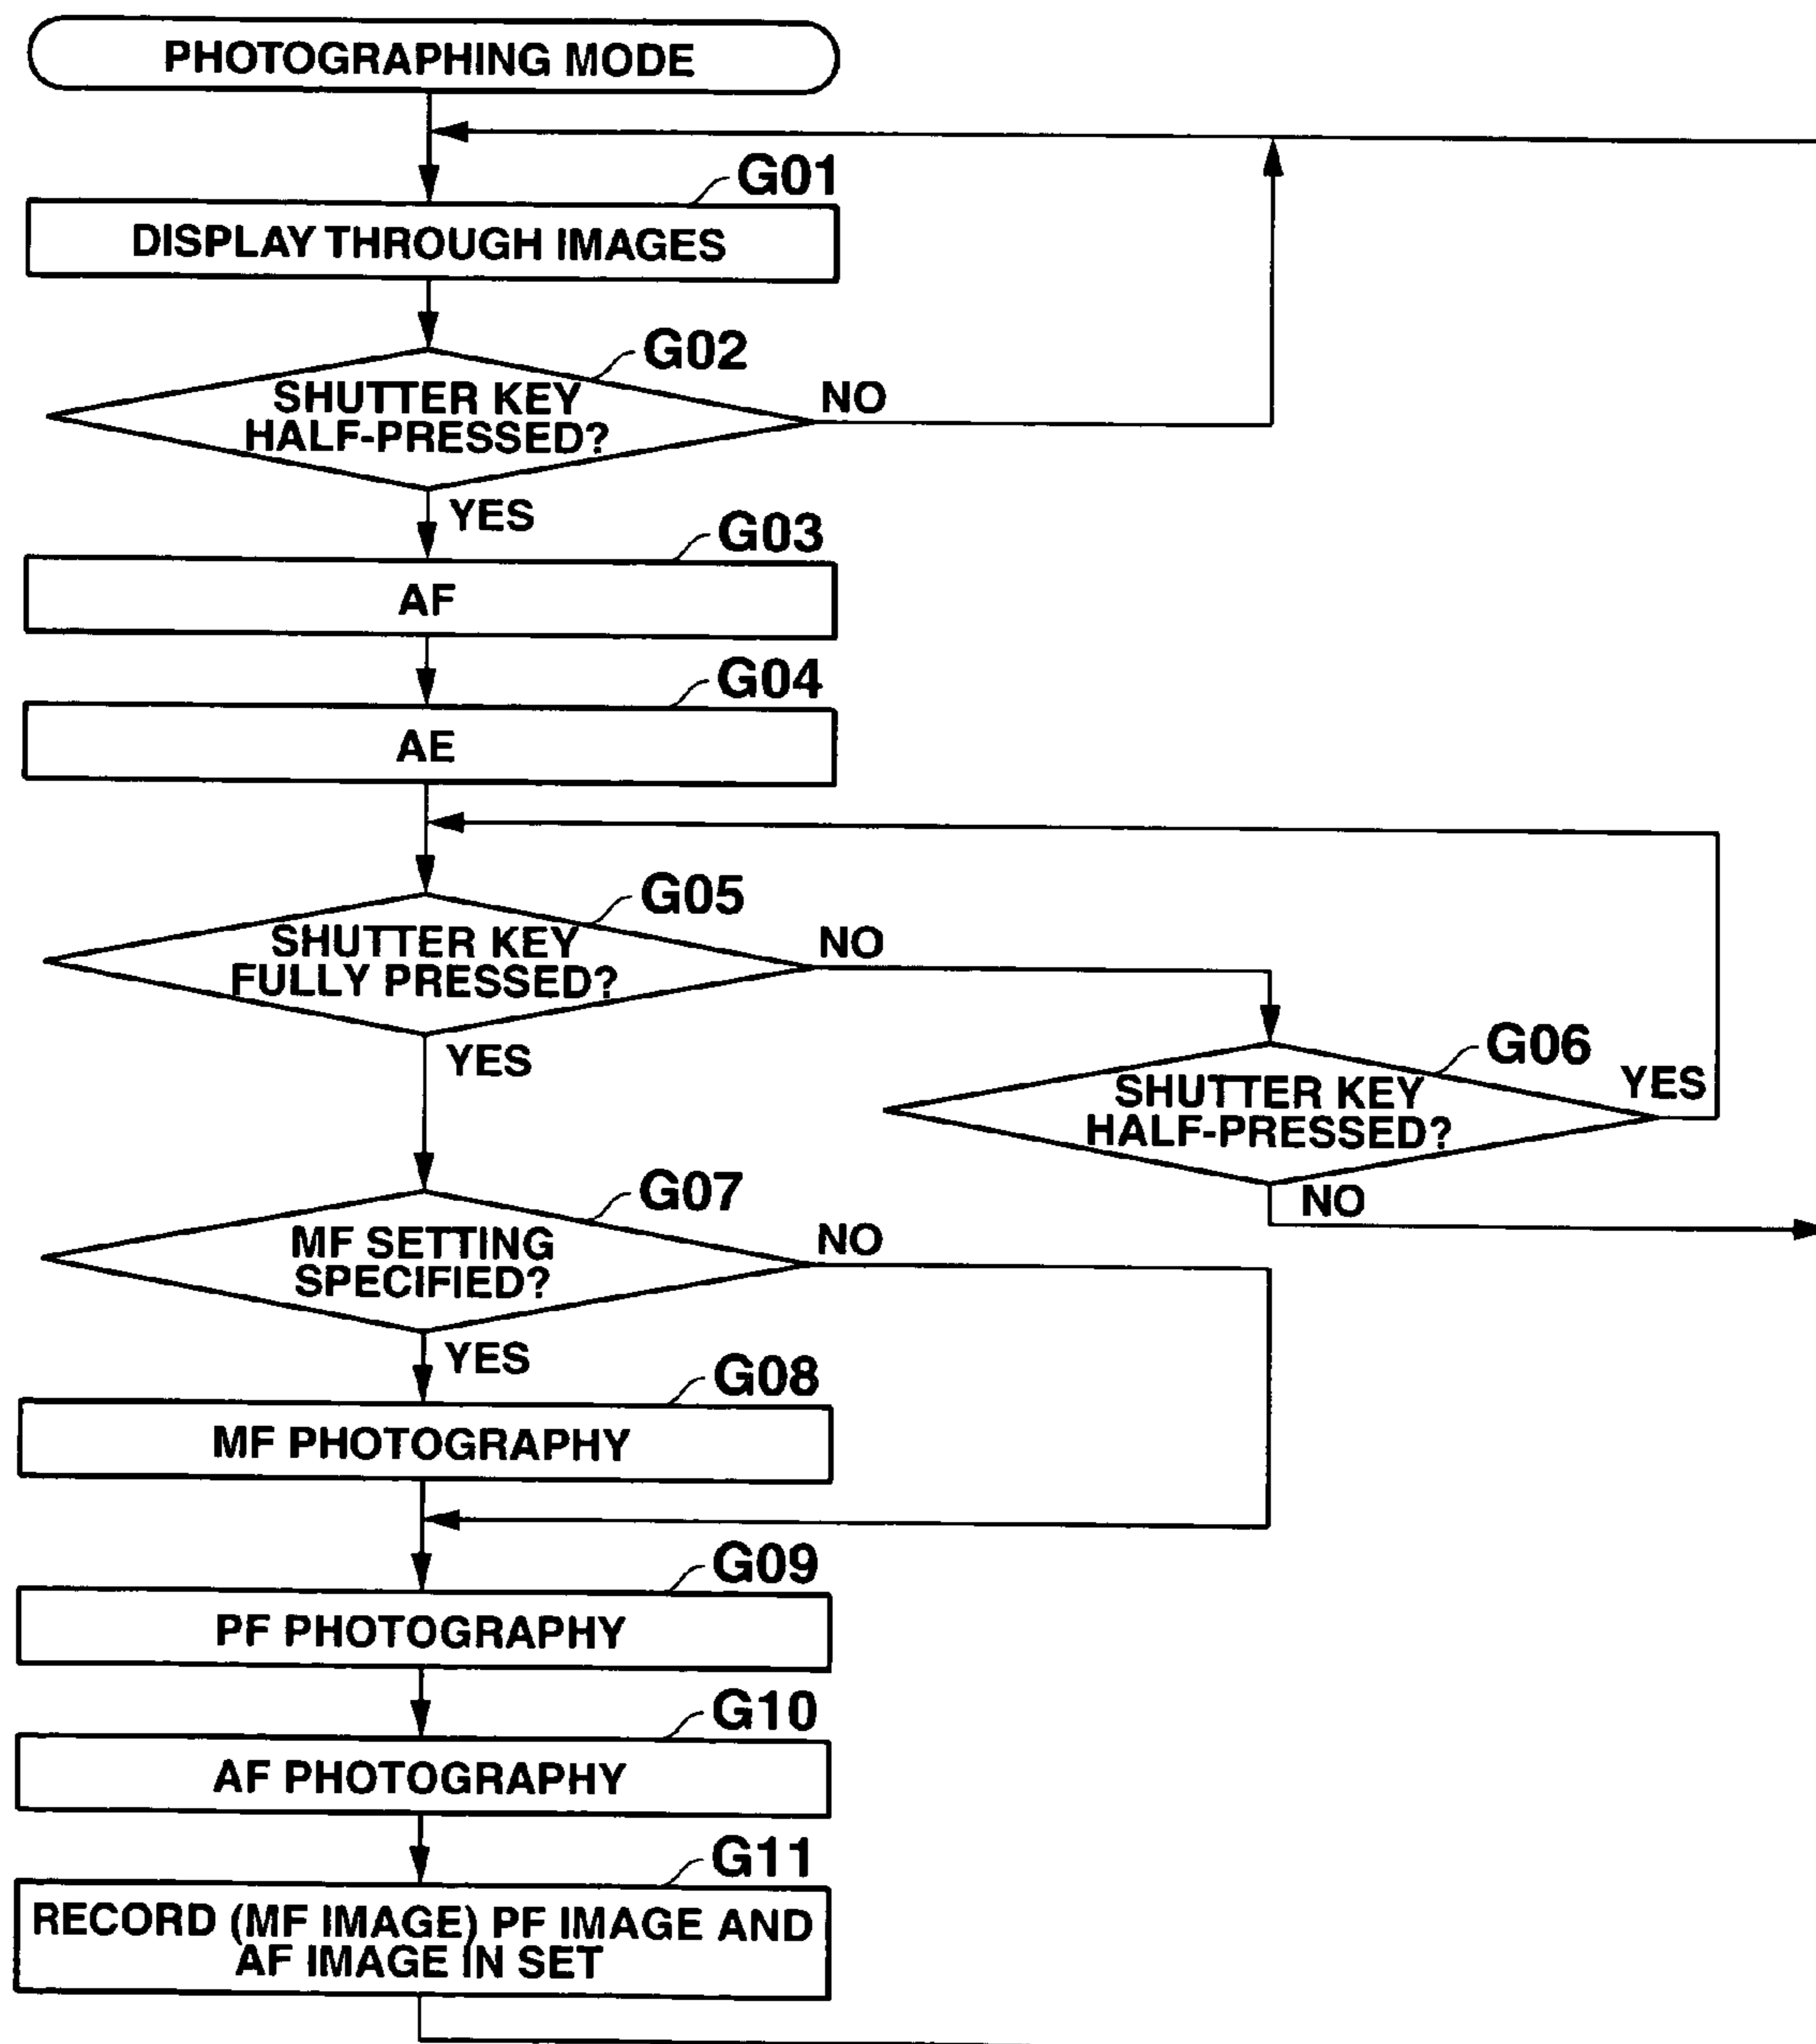 PHOTOGRAPHING MODE
G01
DISPLAY THROUGH IMAGES
G02
SHUTTER KEY
HALF-PRESSED?
NO
YES
G03
AF
G04
AE
G05
SHUTTER KEY
FULLY PRESSED?
NO
YES
G06
SHUTTER KEY
HALF-PRESSED?
YES
NO
G07
MF SETTING
SPECIFIED?
NO
YES
G08
MF PHOTOGRAPHY
G09
PF PHOTOGRAPHY
G10
AF PHOTOGRAPHY
G11
RECORD (MF IMAGE) PF IMAGE AND
AF IMAGE IN SET